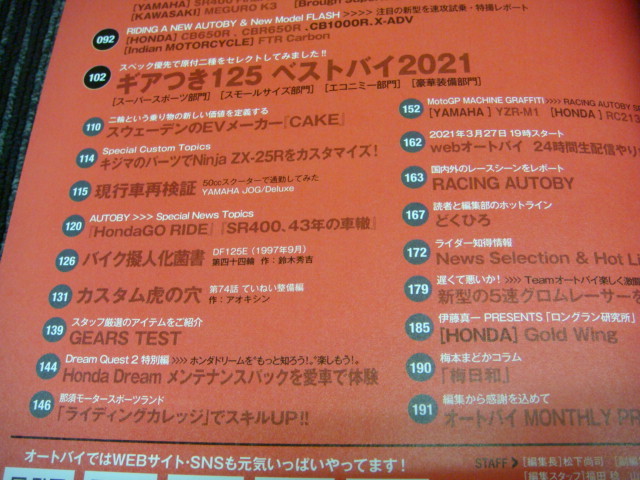 [YAMAHA] SR400
[KAWASAKI] MEGURO K3 [Brough Superior
RIDING A NEW AUTOBY & New Model FLASH >>>> 注目の新型を速攻試乗・特撮レポート
092 [HONDA] CB650R、CBR650R、CB1000R、X-ADV
[Indian MOTORCYCLE] FTR Carbon
スペック優先で原付二種をセレクトしてみました!!
102 ギアつき125 ベストバイ2021
[スーパースポーツ部門] [スモールサイズ部門] [エコニミー部門] [豪華装備部門]
二輪という乗り物の新しい価値を定義する
110 スウェーデンのEVメーカー『CAKE』
Special Custom Topics
114 キジマのパーツでNinja ZX-25Rをカスタマイズ！
115 現行車再検証 50ccスクーターで通勤してみた
YAMAHA JOG/Deluxe
AUTOBY >>> Special News Topics
120 『HondaGO RIDE』『SR400、43年の車轍』
126 バイク擬人化菌書 DF125E（1997年9月）
第四十四輪 作：鈴木秀吉
131 カスタム虎の穴 第74話 ていねい整備編
作：アオキシン
スタッフ厳選のアイテムをご紹介
139 GEARS TEST
Dream Quest 2 特別編 >>>> ホンダドリームを"もっと知ろう！、"楽しもう！。
144 Honda Dream メンテナンスパックを愛車で体験
那須モータースポーツランド
146 「ライディングカレッジ」でスキルUP!!
MotoGP MACHINE GRAFFITI >>>> RACING AUTOBY
152 [YAMAHA] YZR-M1 [HONDA] RC213
2021年3月27日 19時スタート
162 webオートバイ 24時間生配信やり
国内外のレースシーンをレポート
163 RACING AUTOBY
読者と編集部のホットライン
167 どくひろ
ライダー知得情報
172 News Selection & Hot Li
遅くて悪いか！ >>>> Teamオートバイ楽しく激闘
179 新型の5速グロムレーサーを
伊藤真一 PRESENTS「ロングラン研究所」
185 [HONDA] Gold Wing
梅本まどかコラム
190 「梅日和」
編集から感謝を込めて
191 オートバイ MONTHLY PR
オートバイではWEBサイト・SNSも元気いっぱいやってます！
STAFF > [編集長] 松下尚司
[編集スタッフ] 福田